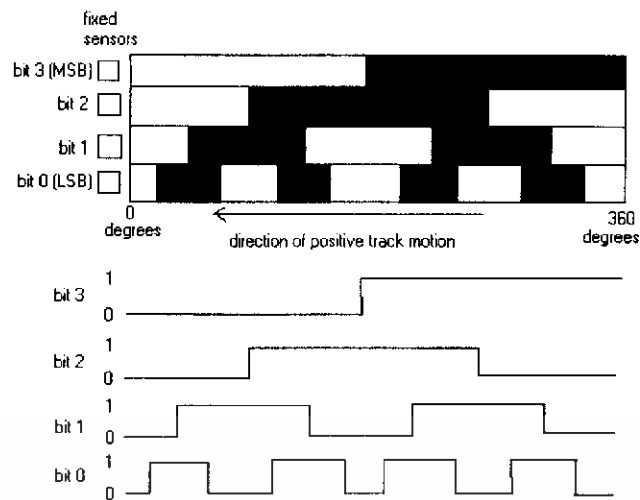 fixed
sensors
bit 3 (MSB)
bit 2
bit 1
bit 0 (LSB)
0
degrees
direction of positive track motion
360
degrees
bit 3
1
0
bit 2
1
0
bit 1
1
0
bit 0
1
0